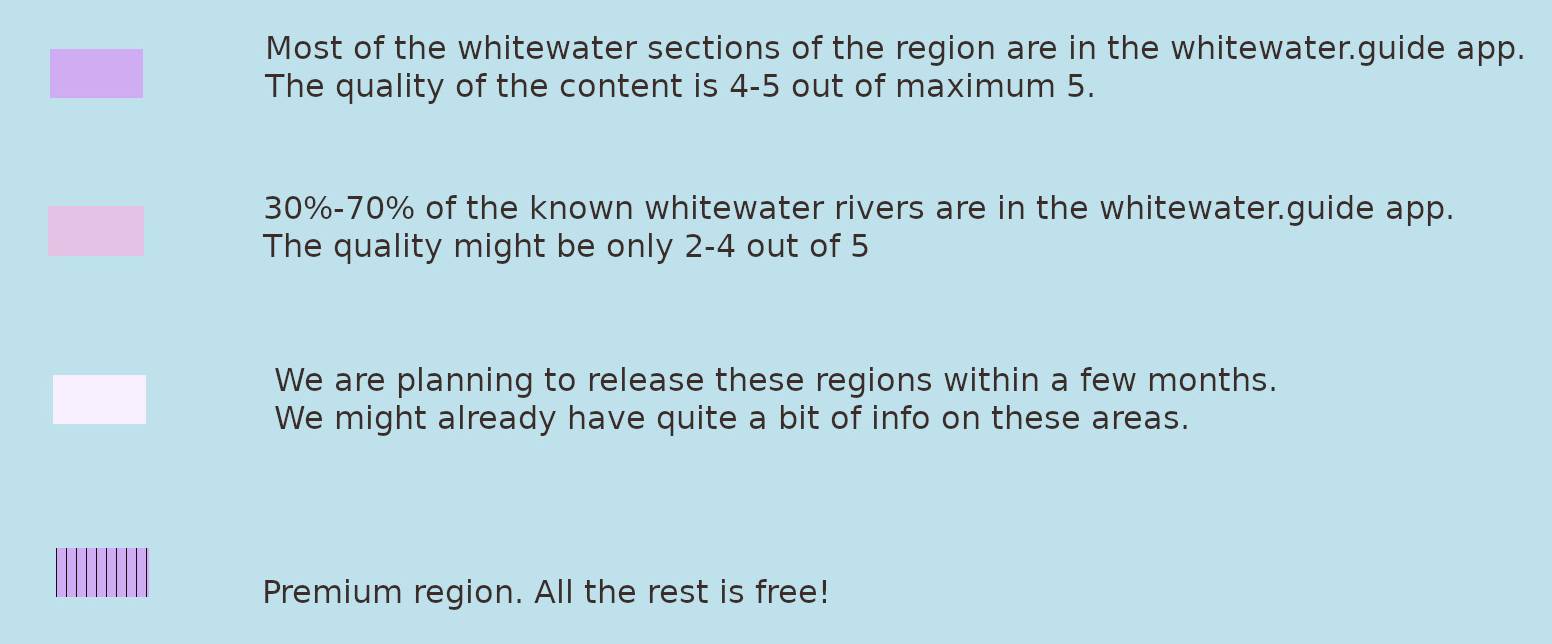 Most of the whitewater sections of the region are in the whitewater.guide app.
The quality of the content is 4-5 out of maximum 5.
30%-70% of the known whitewater rivers are in the whitewater.guide app.
The quality might be only 2-4 out of 5
We are planning to release these regions within a few months.
We might already have quite a bit of info on these areas.
Premium region. All the rest is free!